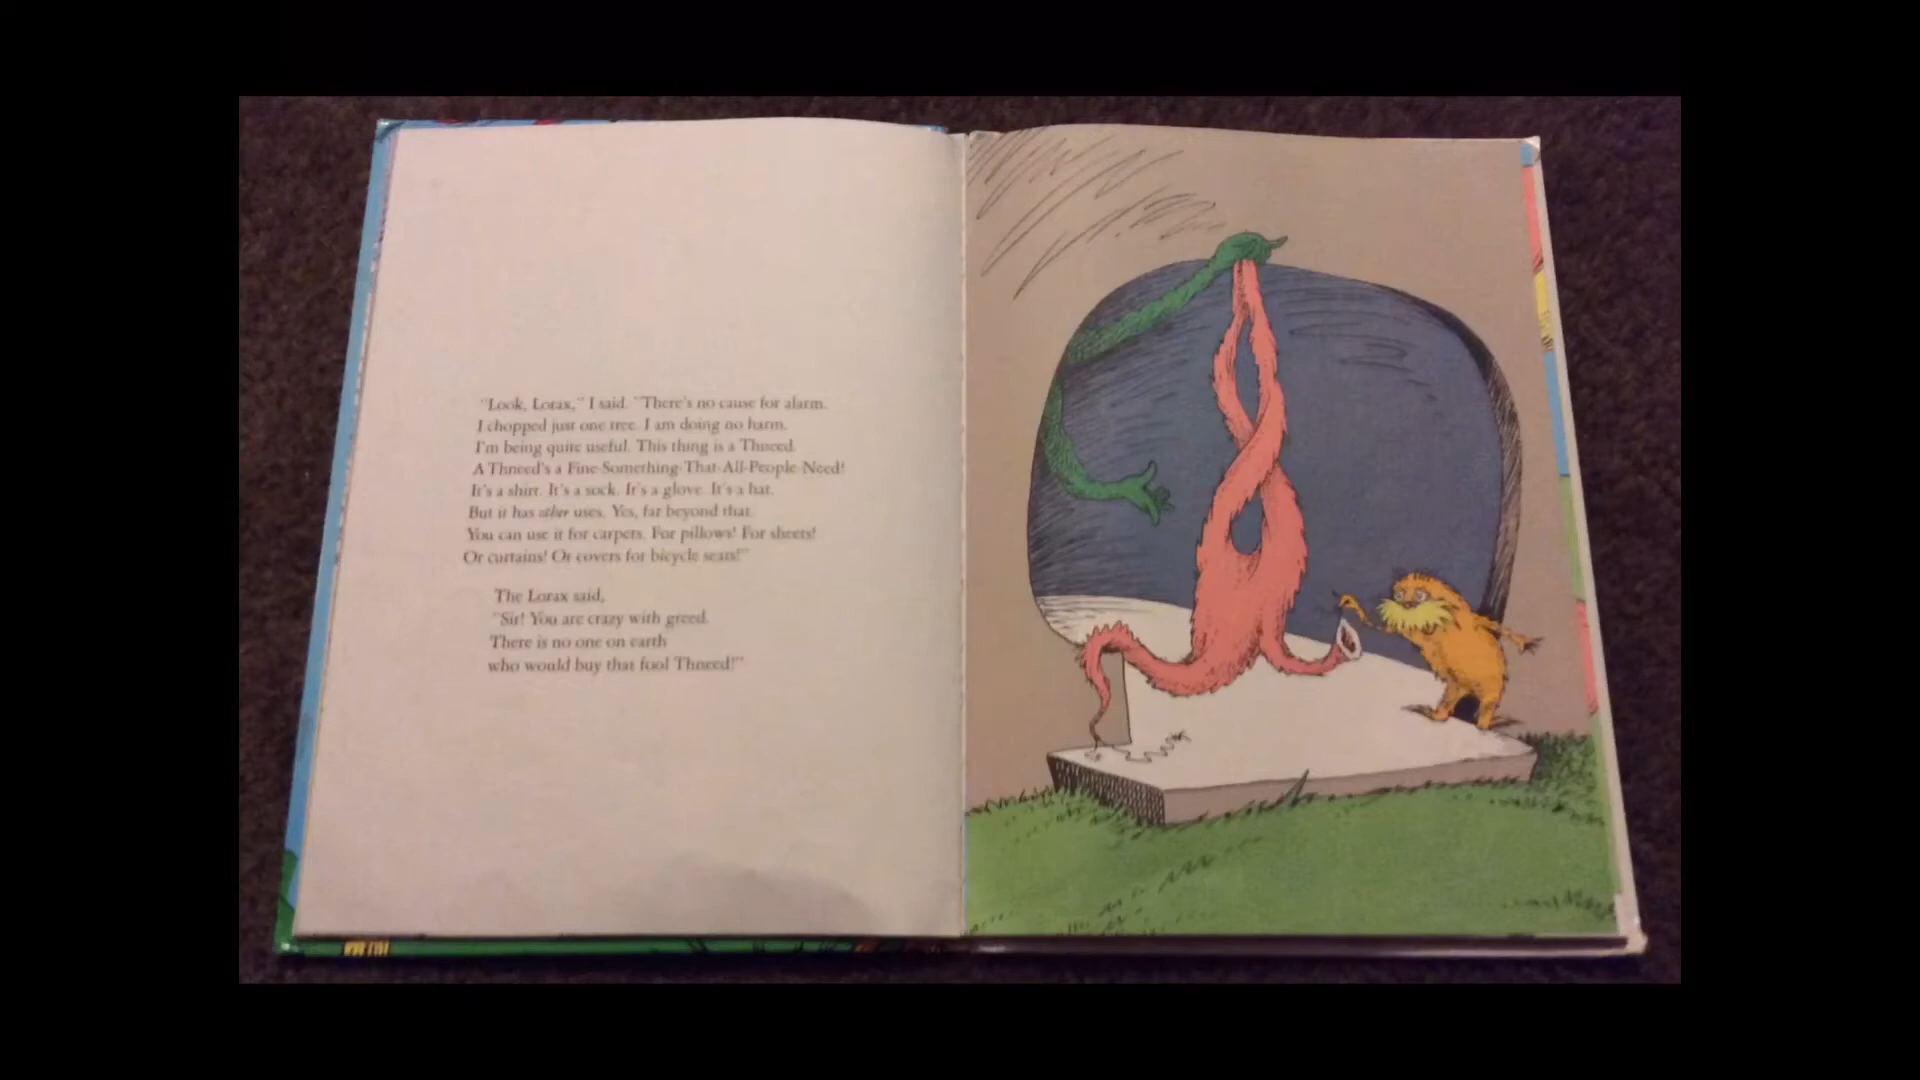 "Look, Lorax," I said. "There's no cause for alarm.
I chopped just one tree. I am doing no harm.
I'm being quite useful. This thing is a Thneed.
A Thneed's a Fine-Something-That-All-People-Need!
It's a shirt. It's a sock. It's a glove. It's a hat.
But it has other uses. Yes, far beyond that.
You can use it for carpets. For pillows! For sheets!
Or curtains! Or covers for bicycle seats!"
The Lorax said,
"Sir! You are crazy with greed.
There is no one on earth
who would buy that fool Thneed!"